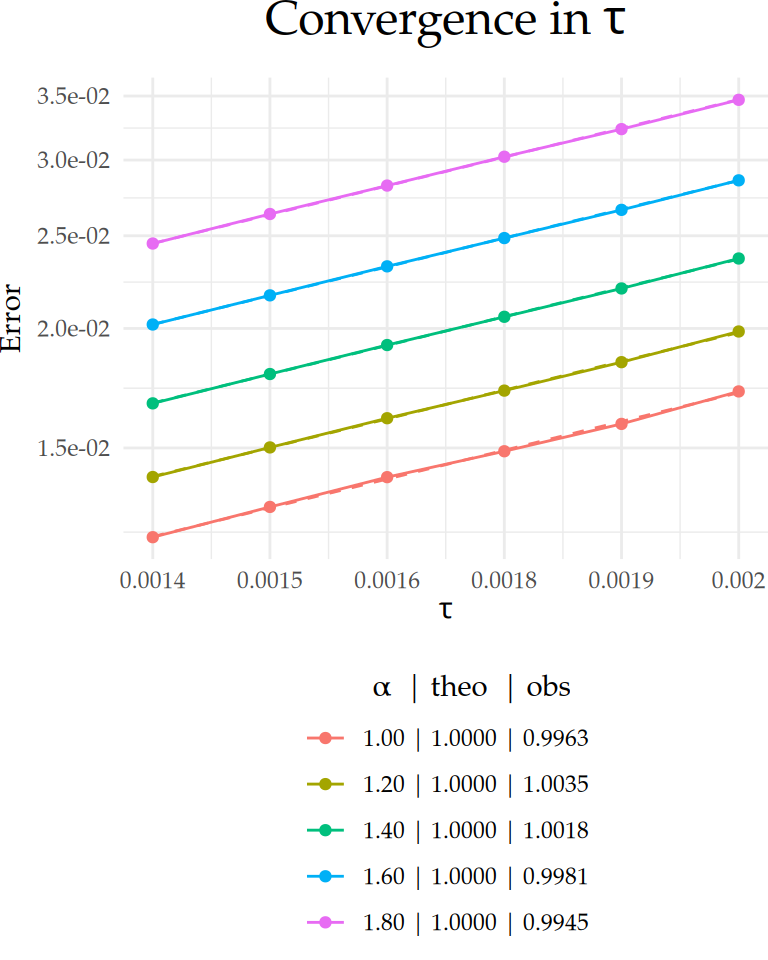 Convergence in τ
3.5e-02
3.0e-02
2.5e-02
2.0e-02
1.5e-02
Error
0.0014 0.0015 0.0016 0.0018 0.0019 0.002
τ
α | theo | obs
1.00 | 1.0000 | 0.9963
1.20 | 1.0000 | 1.0035
1.40 | 1.0000 | 1.0018
1.60 | 1.0000 | 0.9981
1.80 | 1.0000 | 0.9945